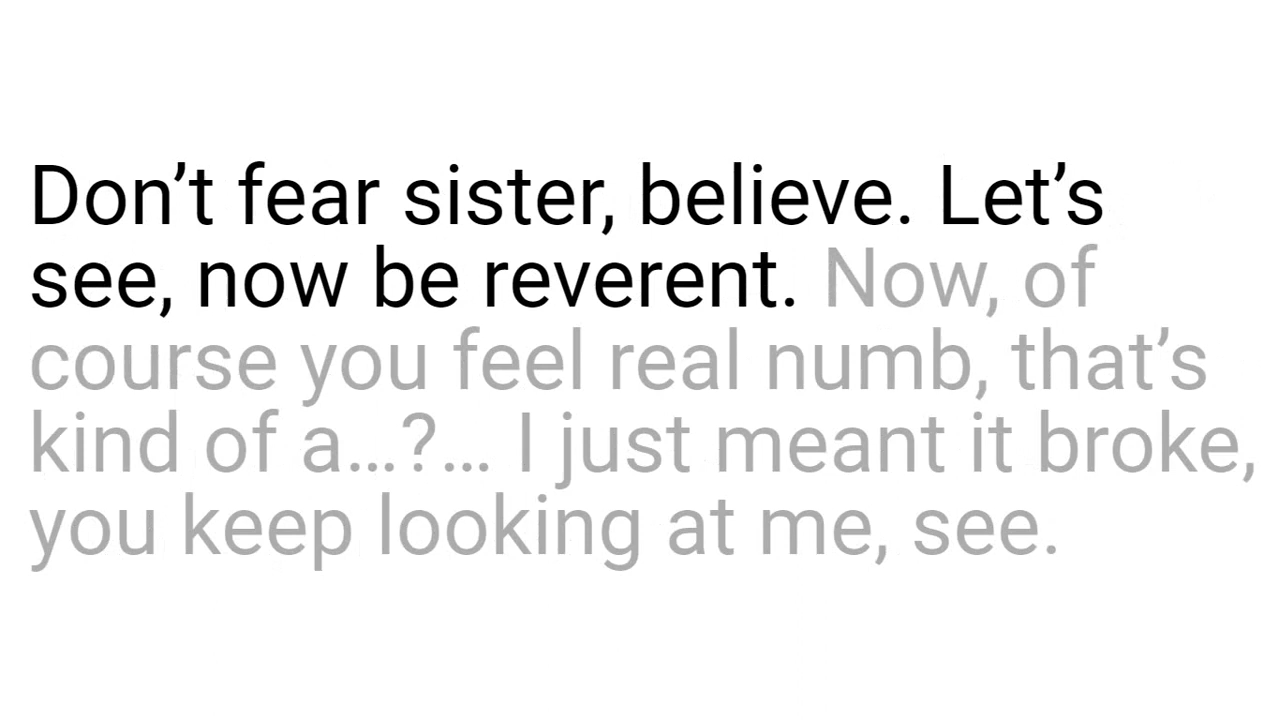 Don’t fear sister, believe. Let’s
see, now be reverent. Now, of
course you feel real numb, that’s
kind of a...?... I just meant it broke,
you keep looking at me, see.